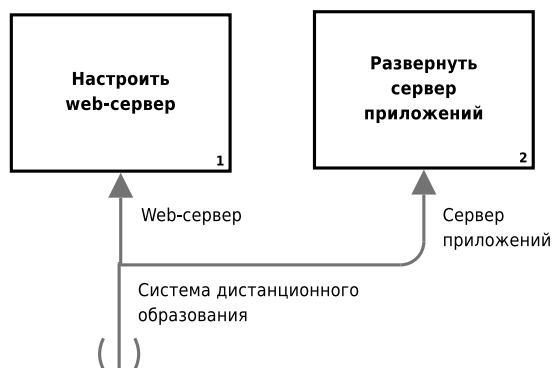 Настроить
web-сервер
1
Развернуть
сервер
приложений
2
Web-сервер
Сервер
приложений
Система дистанционного
образования